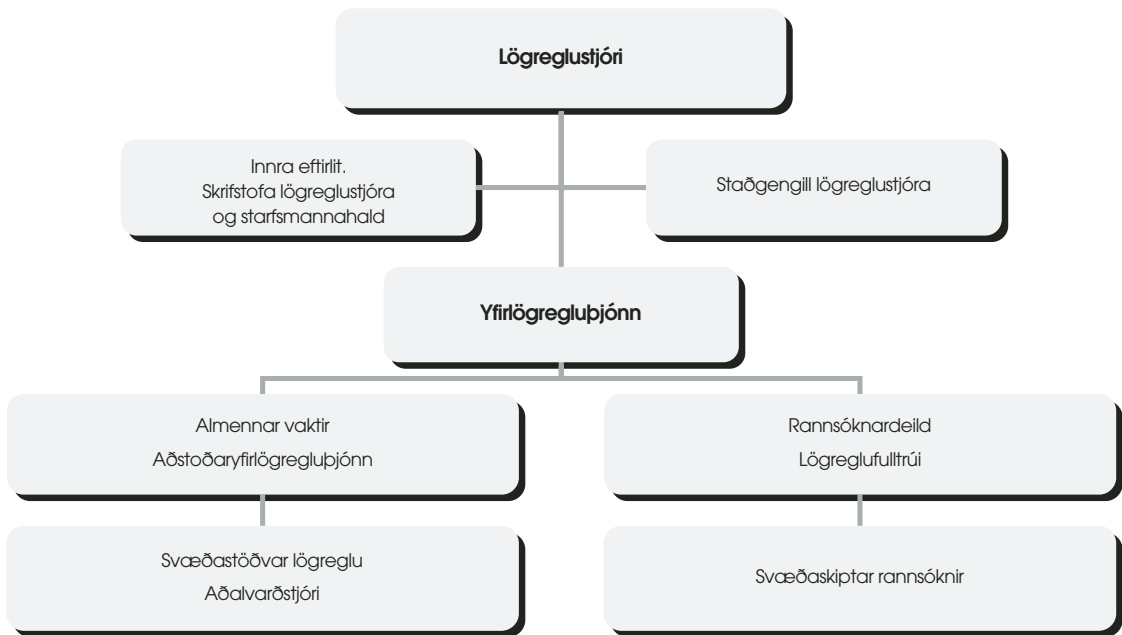 Lögreglustjóri
Innra eftirlit.
Skrifstofa lögreglustjóra
og starfsmannahald
Staðgengill lögreglustjóra
Yfirlögregluþjónn
Almennar vaktir
Aðstoðaryfirlögregluþjónn
Rannsóknardeild
Lögreglufulltrúi
Svæðastöðvar lögreglu
Aðalvarðstjóri
Svæðaskiptar rannsóknir